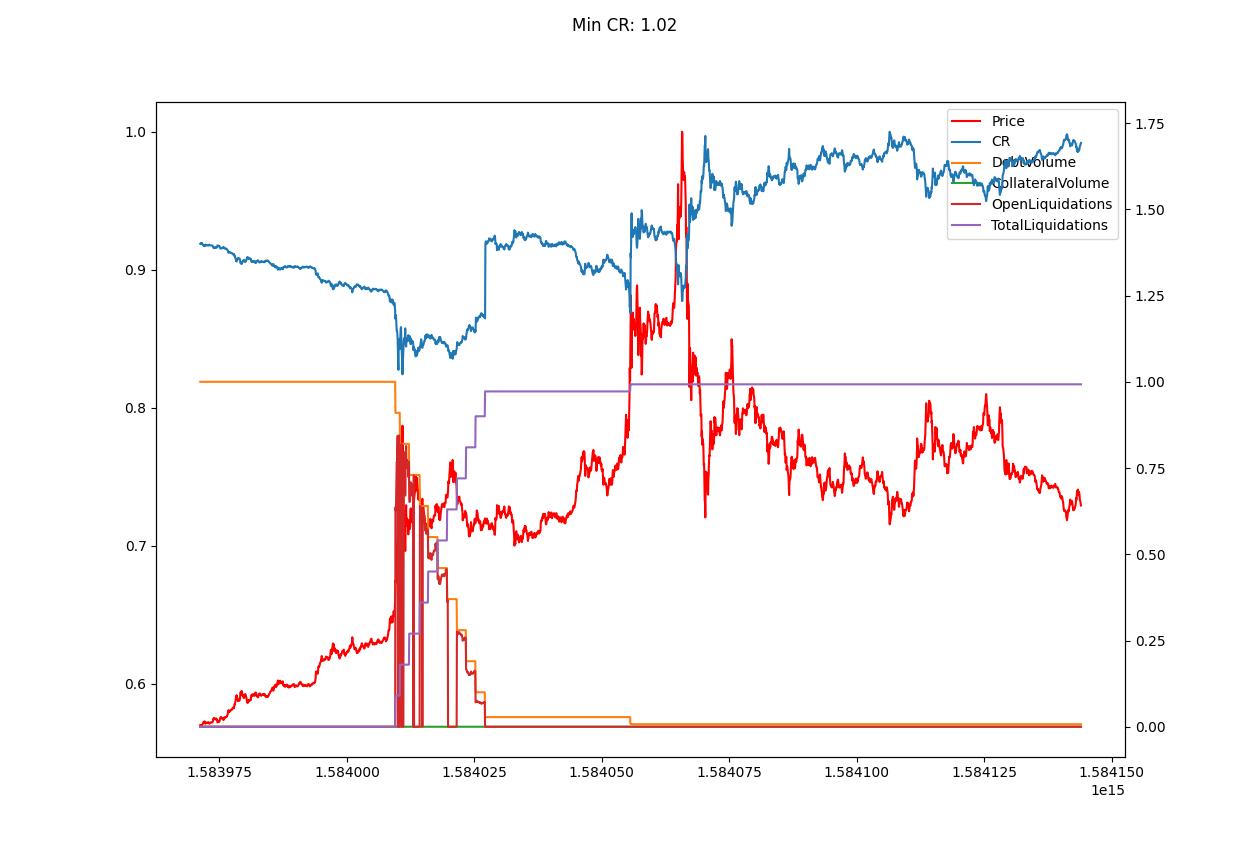 Min CR: 1.02
1.0
0.9
0.8
0.7
0.6
1.75
1.50
1.25
1.00
0.75
0.50
0.25
0.00
Price
CR
DebtVolume
CollateralVolume
OpenLiquidations
TotalLiquidations
1.583975 1.584000 1.584025 1.584050 1.584075 1.584100 1.584125 1.584150
1e15